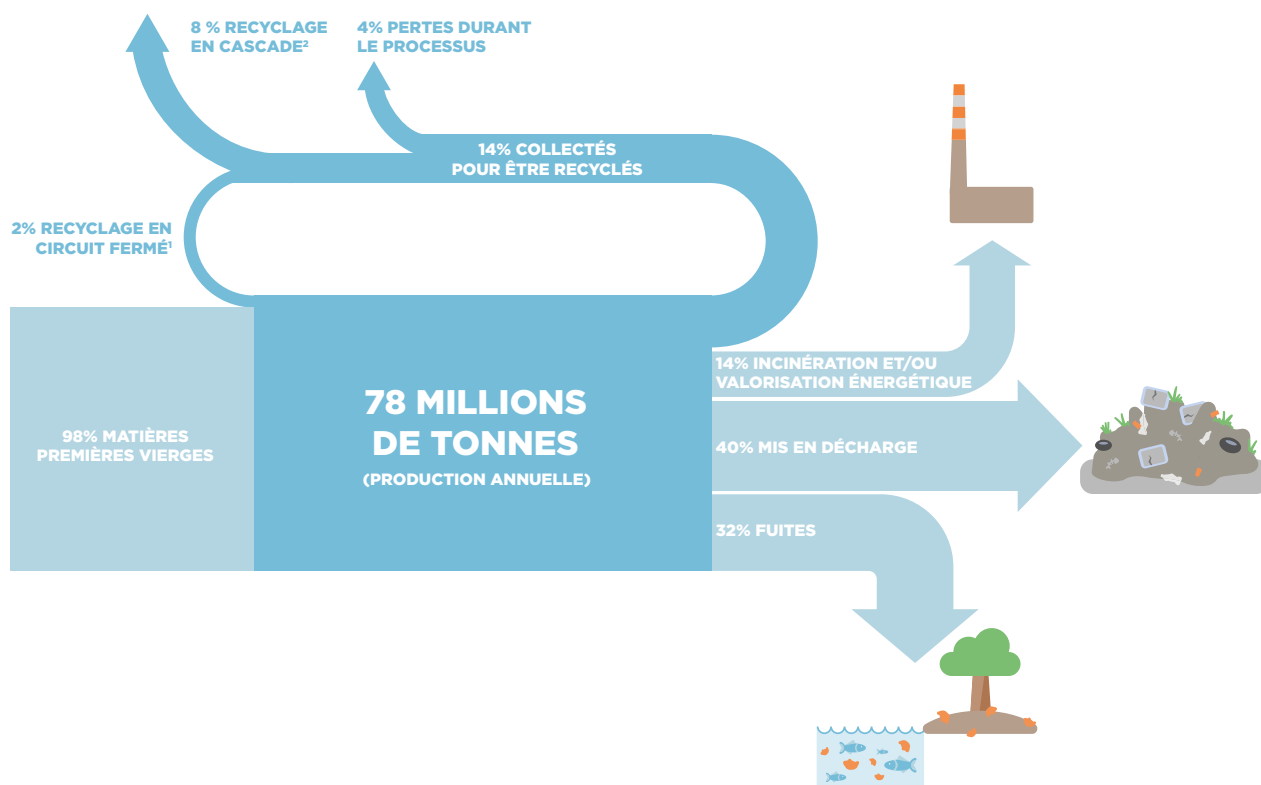 8 % RECYCLAGE
EN CASCADE²
4% PERTES DURANT
LE PROCESSUS
14% COLLECTÉS
POUR ÊTRE RECYCLÉS
2% RECYCLAGE EN
CIRCUIT FERMÉ¹
14% INCINÉRATION ET/OU
VALORISATION ÉNERGÉTIQUE
78 MILLIONS
DE TONNES
(PRODUCTION ANNUELLE)
98% MATIÈRES
PREMIÈRES VIERGES
40% MIS EN DÉCHARGE
32% FUITES